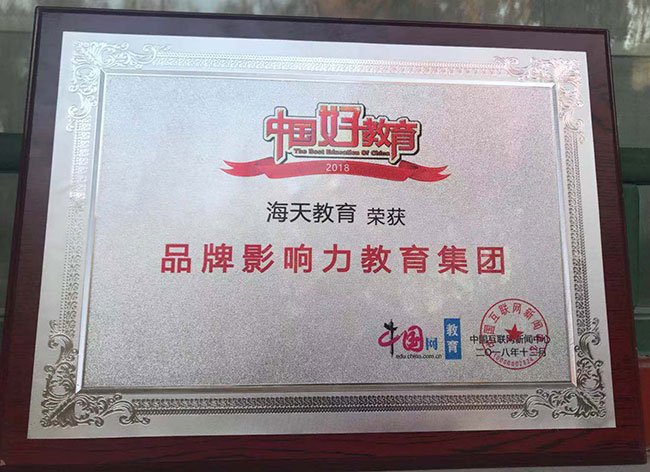 中国好教育
The Best Education Of China
2018
海天教育 荣获
品牌影响力教育集团
中国网 教育
edu.china.com.cn
中国互联网新闻中心
二〇一八年十二月